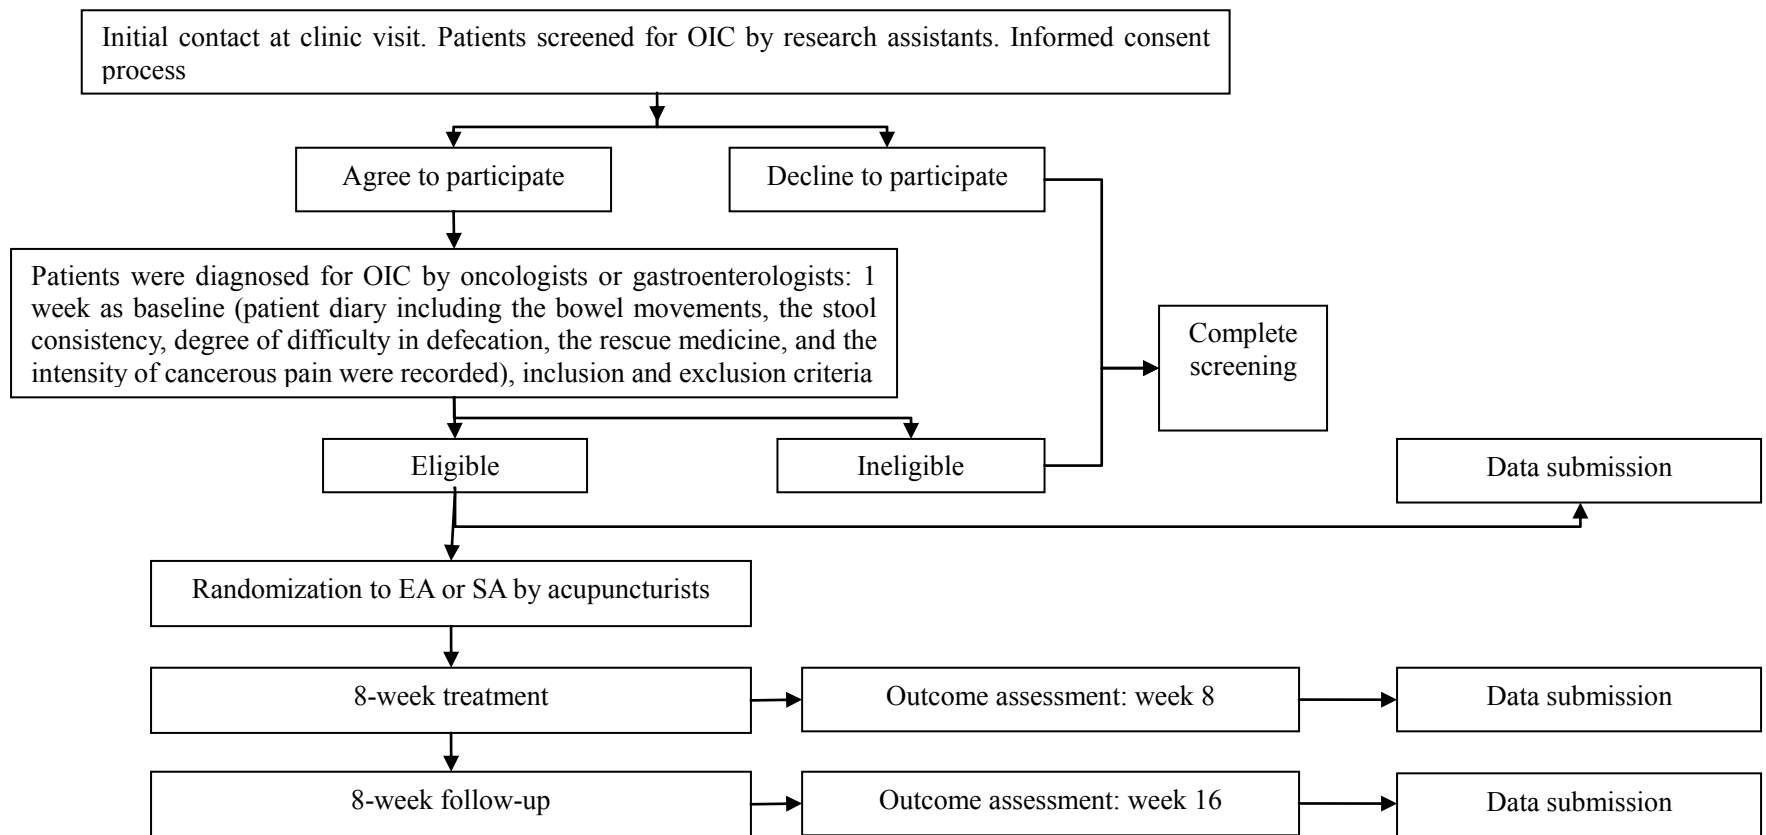 Initial contact at clinic visit. Patients screened for OIC by research assistants. Informed consent
process
Agree to participate
Decline to participate
Patients were diagnosed for OIC by oncologists or gastroenterologists: 1
week as baseline (patient diary including the bowel movements, the stool
consistency, degree of difficulty in defecation, the rescue medicine, and the
intensity of cancerous pain were recorded), inclusion and exclusion criteria
Complete
screening
Eligible
Ineligible
Data submission
Randomization to EA or SA by acupuncturists
8-week treatment
Outcome assessment: week 8
Data submission
8-week follow-up
Outcome assessment: week 16
Data submission